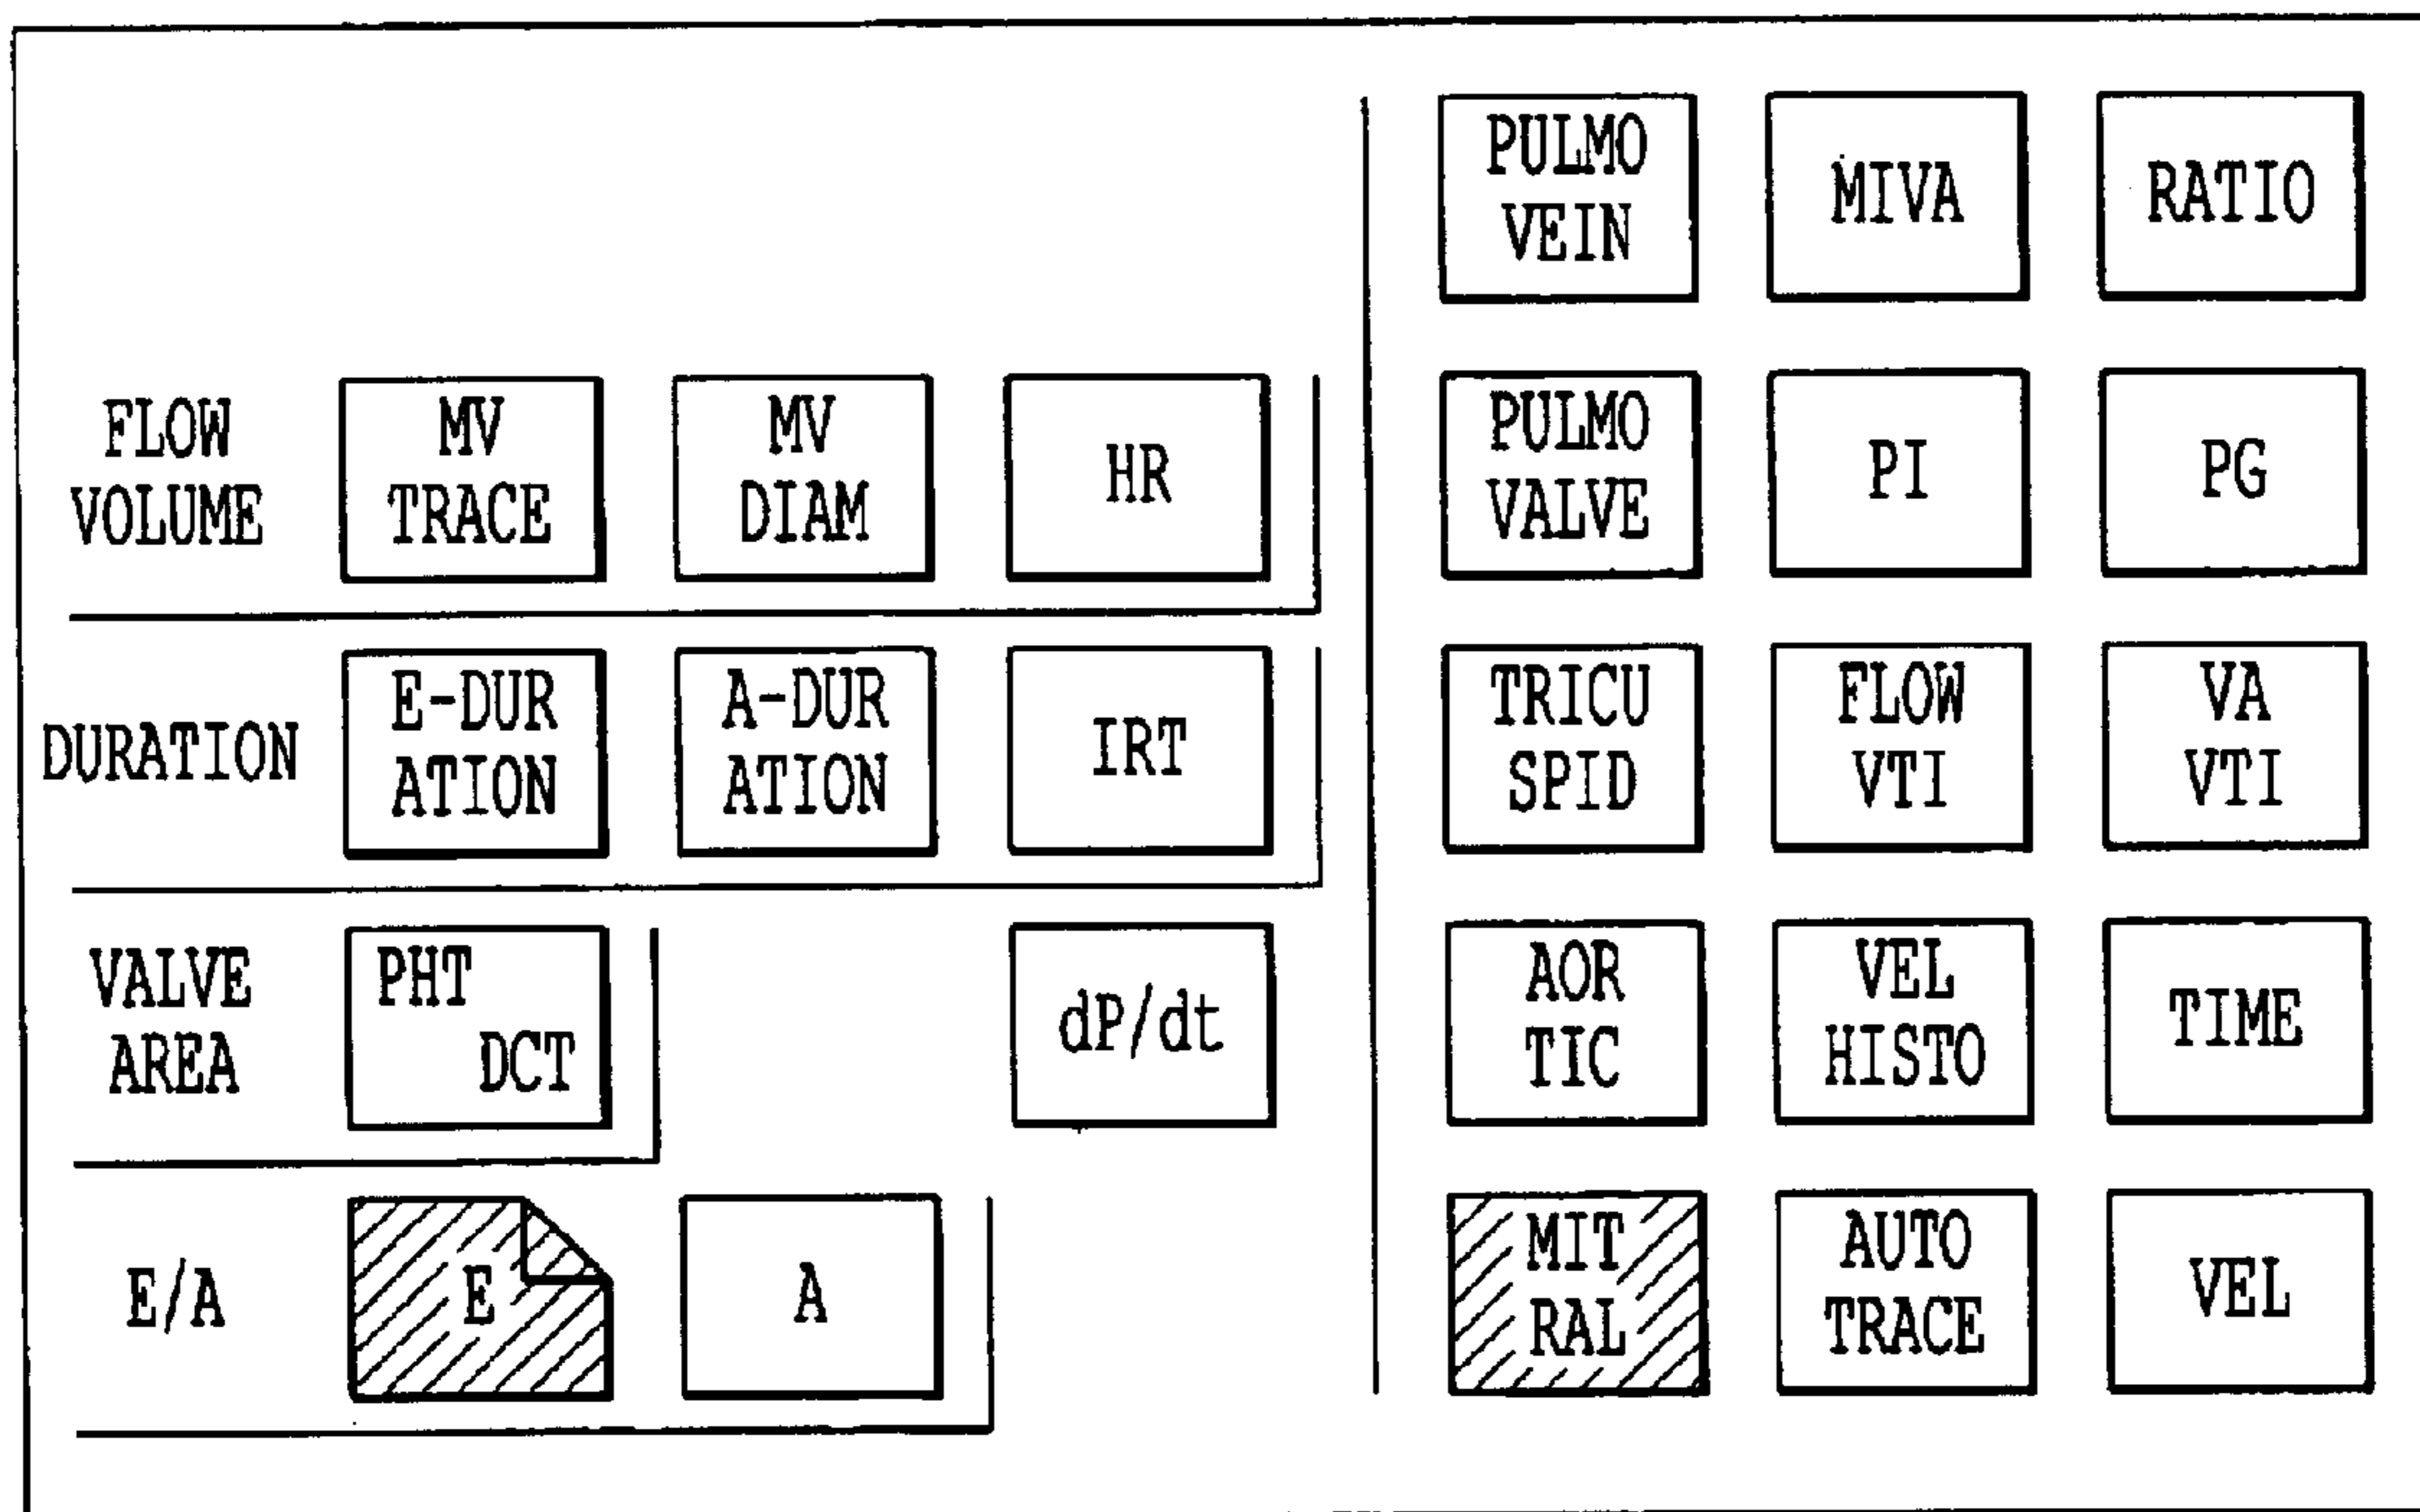 PULMO
VEIN
MIVA
RATIO
FLOW
VOLUME
MV
TRACE
MV
DIAM
HR
PULMO
VALVE
PI
PG
DURATION
E-DUR
ATION
A-DUR
ATION
IRT
TRICU
SPID
FLOW
VTI
VA
VTI
VALVE
AREA
PHT
DCT
dP/dt
AOR
TIC
VEL
HISTO
TIME
E/A
E
A
MIT
RAL
AUTO
TRACE
VEL